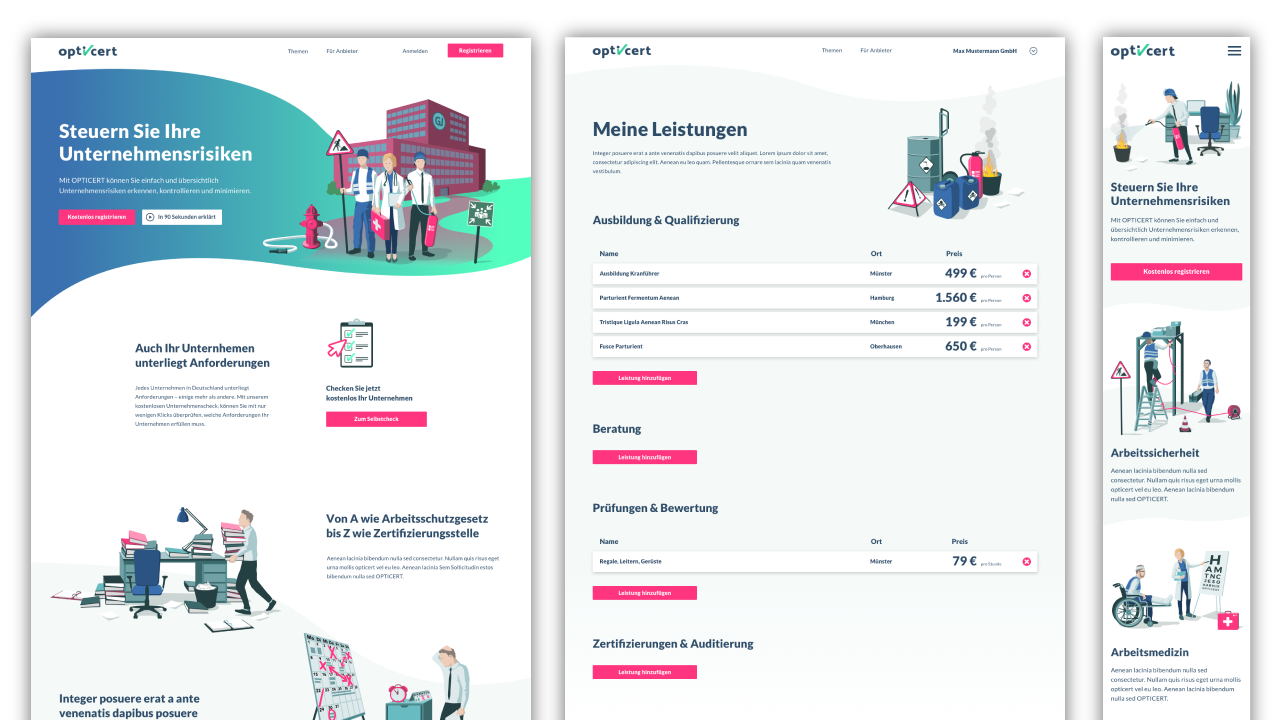 opticert
Themen
Für Anbieter
Anmelden
Registrieren
Steuern Sie Ihre
Unternehmensrisiken
Mit OPTICERT können Sie einfach und übersichtlich
Unternehmensrisiken erkennen, kontrollieren und minimieren.
Kostenlos registrieren
In 90 Sekunden erklärt
Auch Ihr Unternhemen
unterliegt Anforderungen
Jedes Unternehmen in Deutschland unterliegt
Anforderungen – einige mehr als andere. Mit unserem
kostenlosen Unternehmenscheck, können Sie mit nur
wenigen Klicks überprüfen, welche Anforderungen Ihr
Unternehmen erfüllen muss.
Checken Sie jetzt
kostenlos Ihr Unternehmen
Zum Selbstcheck
Von A wie Arbeitsschutzgesetz
bis Z wie Zertifizierungsstelle
Aenean lacinia bibendum nulla sed consectetur. Nullam quis risus eget
urna mollis opticert vel eu leo. Aenean lacinia Sem Sollicitudin estos
bibendum nulla sed OPTICERT.
Integer posuere erat a ante
venenatis dapibus posuere
opticert
Themen
Für Anbieter
Max Mustermann GmbH
Meine Leistungen
Integer posuere erat a ante venenatis dapibus posuere velit aliquet. Lorem ipsum dolor sit amet,
consectetur adipiscing elit. Aenean eu leo quam. Pellentesque ornare sem lacinia quam venenatis
vestibulum.
Ausbildung & Qualifizierung
Name Ort Preis
Ausbildung Kranführer Münster 499 € pro Person
Parturient Fermentum Aenean Hamburg 1.560 € pro Person
Tristique Ligula Aenean Risus Cras München 199 € pro Person
Fusce Parturient Oberhausen 650 € pro Person
Leistung hinzufügen
Beratung
Leistung hinzufügen
Prüfungen & Bewertung
Name Ort Preis
Regale, Leitern, Gerüste Münster 79 € pro Stunde
Leistung hinzufügen
Zertifizierungen & Auditierung
Leistung hinzufügen
opticert
Steuern Sie Ihre
Unternehmensrisiken
Mit OPTICERT können Sie einfach und
übersichtlich Unternehmensrisiken erkennen,
kontrollieren und minimieren.
Kostenlos registrieren
Arbeitssicherheit
Aenean lacinia bibendum nulla sed
consectetur. Nullam quis risus eget urna mollis
opticert vel eu leo. Aenean lacinia bibendum
nulla sed OPTICERT.
H
A M
T N C
Arbeitsmedizin
Aenean lacinia bibendum nulla sed
consectetur. Nullam quis risus eget urna mollis
opticert vel eu leo. Aenean lacinia bibendum
nulla sed OPTICERT.